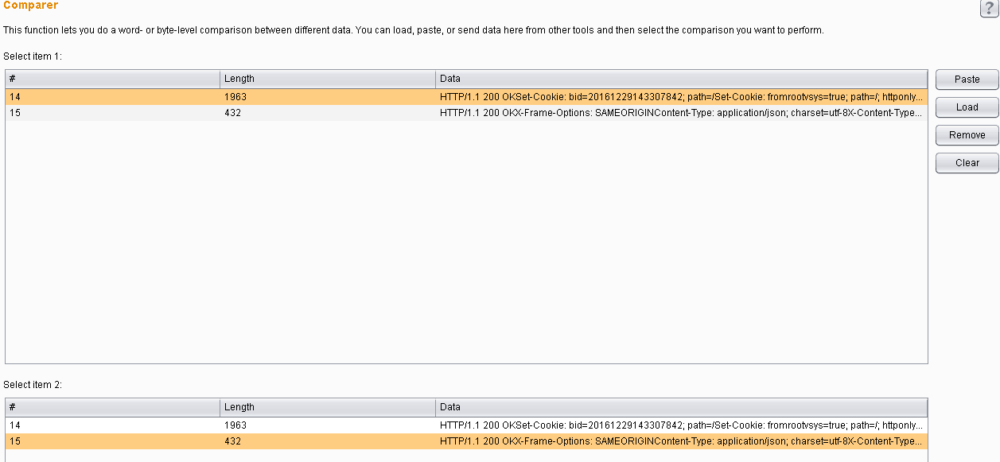 Comparer
?
This function lets you do a word- or byte-level comparison between different data. You can load, paste, or send data here from other tools and then select the comparison you want to perform.
Select item 1:
# Length Data
14 1963 HTTP/1.1 200 OKSet-Cookie: bid=20161229143307842; path=/Set-Cookie: fromrootvsys=true; path=/; httponly...
15 432 HTTP/1.1 200 OKX-Frame-Options: SAMEORIGINContent-Type: application/json; charset=utf-8X-Content-Type...
Paste
Load
Remove
Clear
Select item 2:
# Length Data
14 1963 HTTP/1.1 200 OKSet-Cookie: bid=20161229143307842; path=/Set-Cookie: fromrootvsys=true; path=/; httponly...
15 432 HTTP/1.1 200 OKX-Frame-Options: SAMEORIGINContent-Type: application/json; charset=utf-8X-Content-Type...